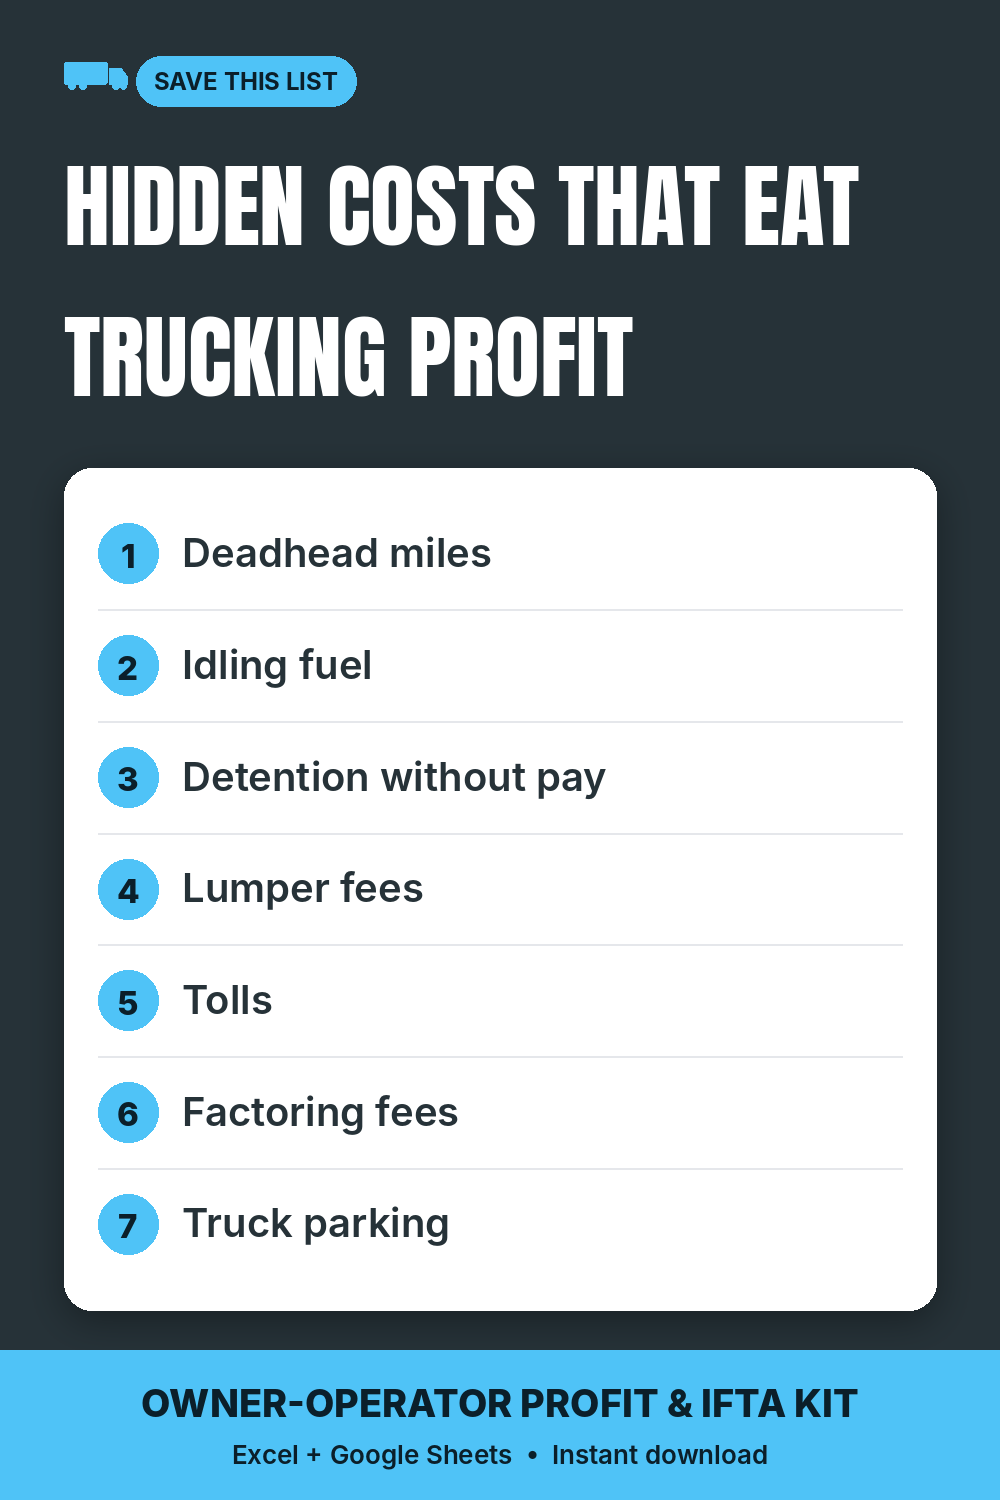 SAVE THIS LIST
HIDDEN COSTS THAT EAT
TRUCKING PROFIT
1 Deadhead miles
2 Idling fuel
3 Detention without pay
4 Lumper fees
5 Tolls
6 Factoring fees
7 Truck parking
OWNER-OPERATOR PROFIT & IFTA KIT
Excel + Google Sheets • Instant download